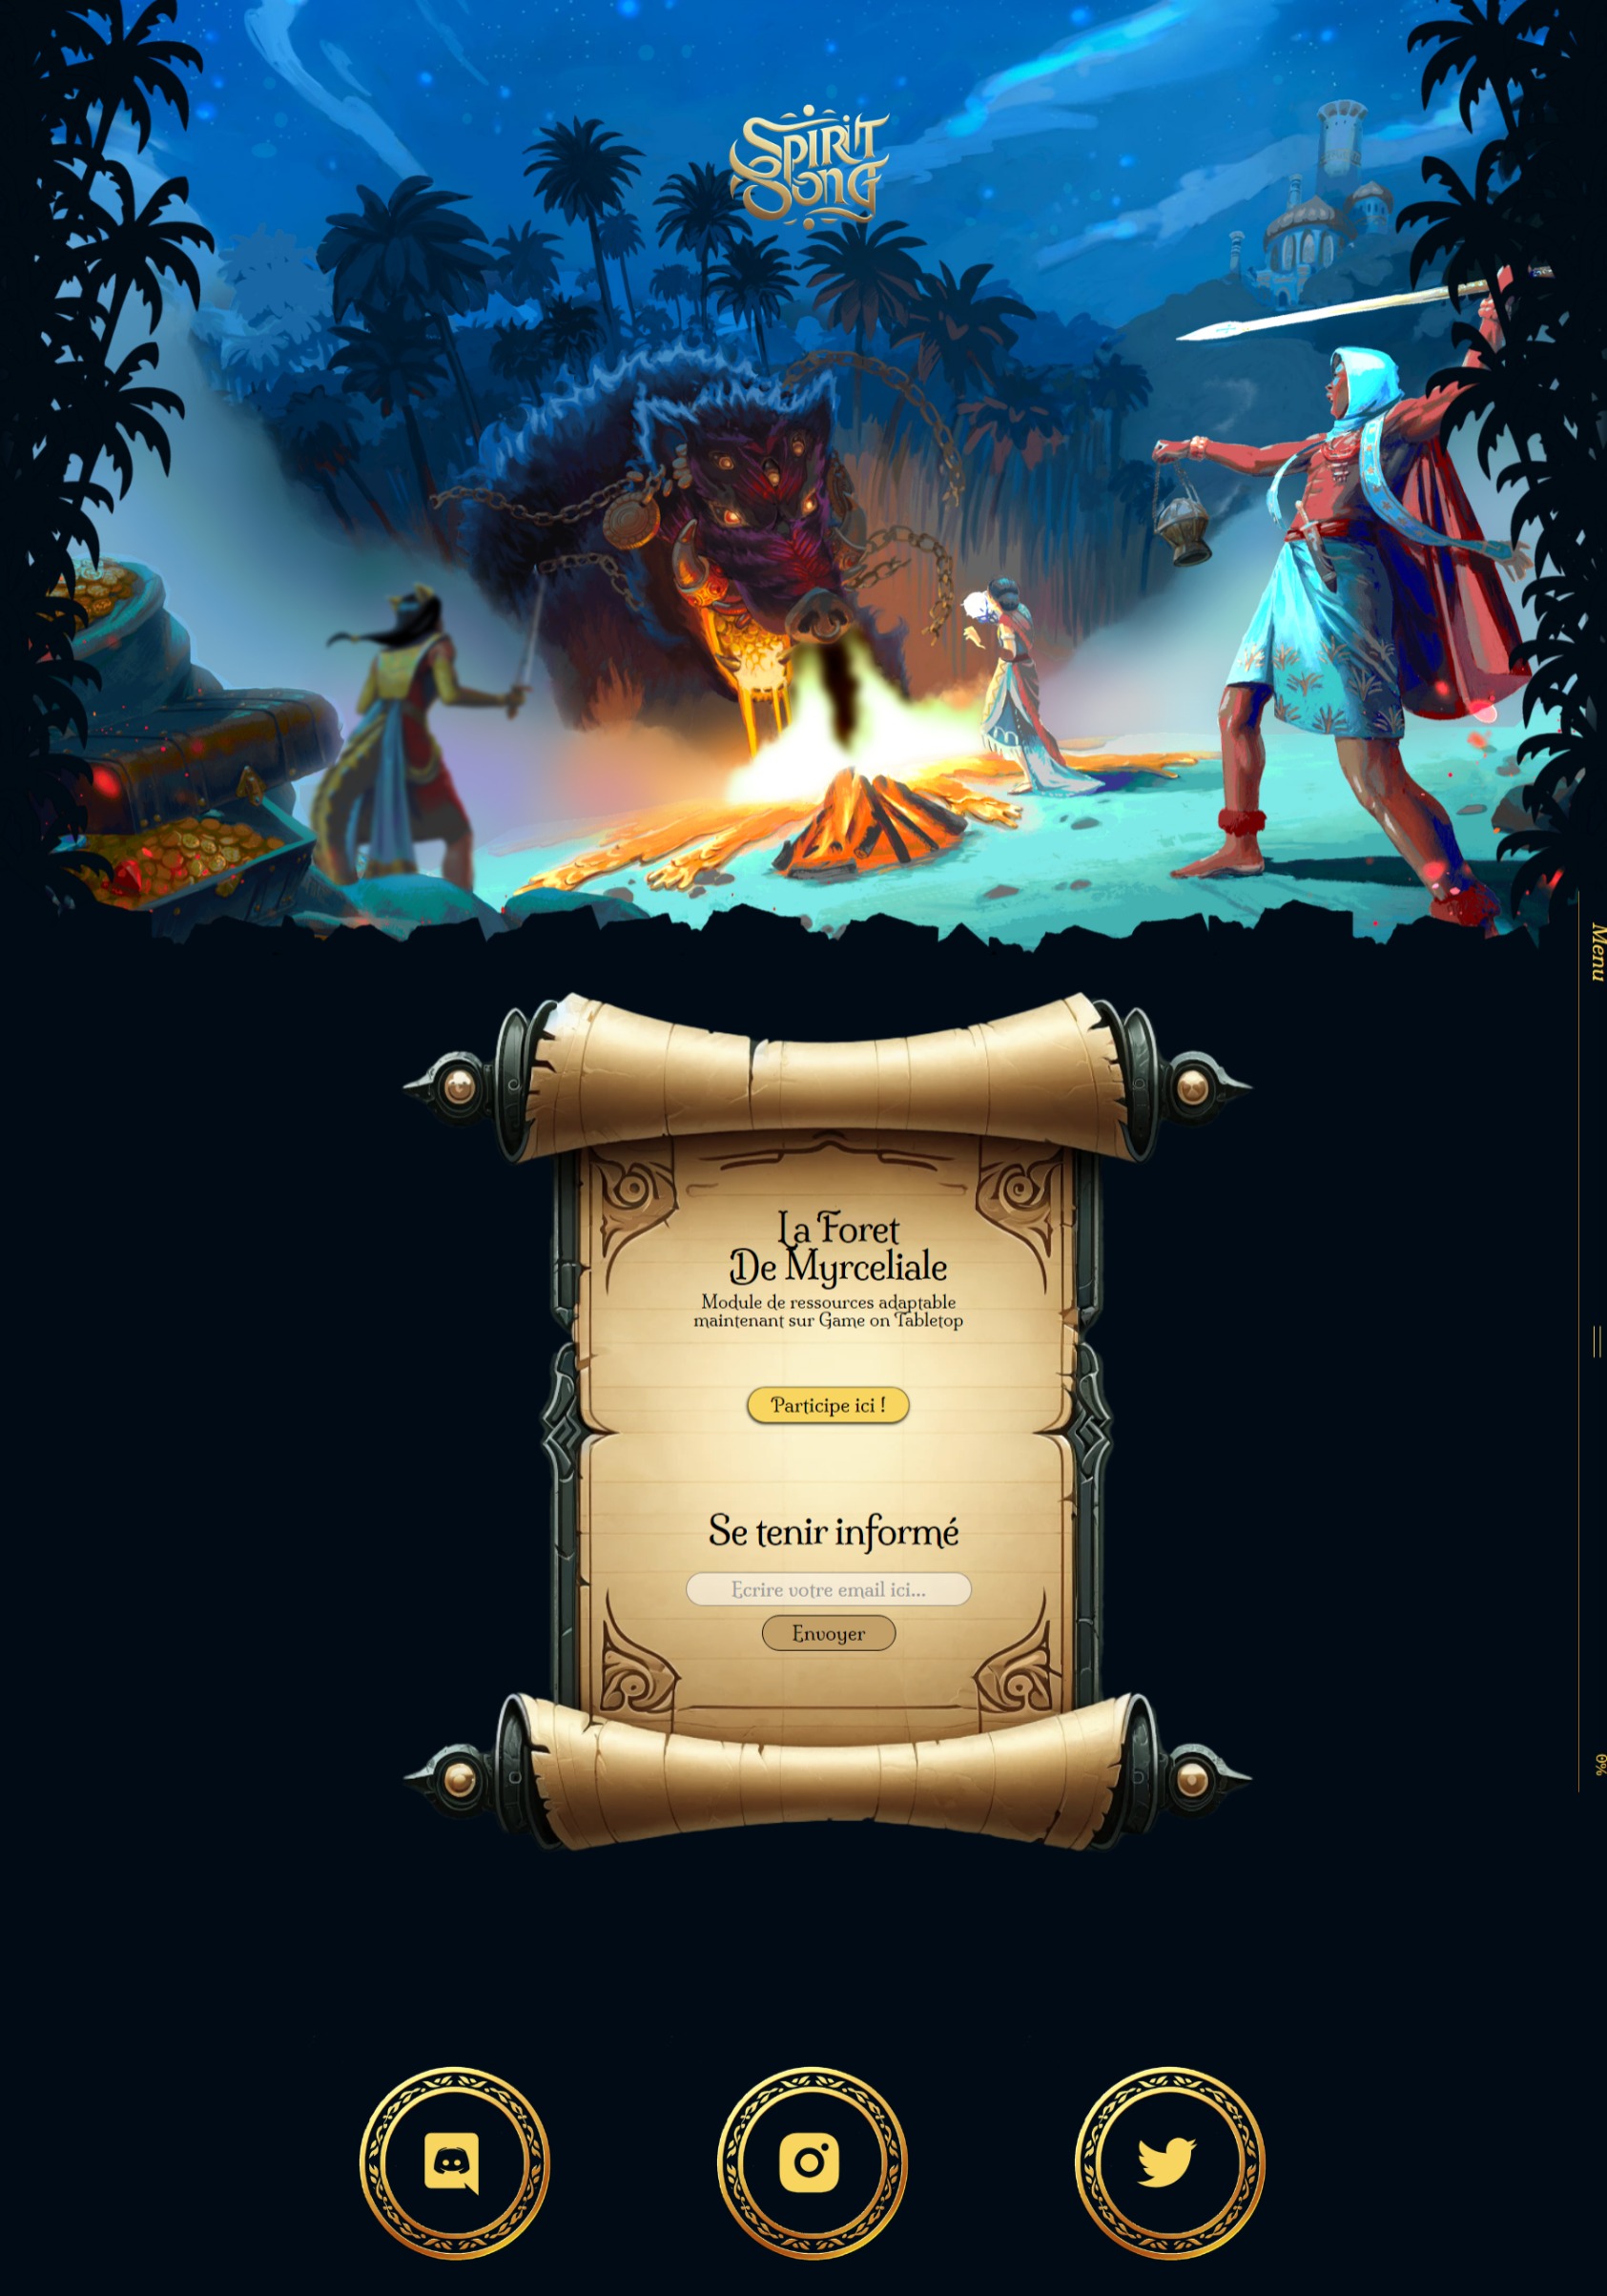 SPIRIT
SONG
Menu
La Foret
De Myrceliale
Module de ressources adaptable
maintenant sur Game on Tabletop
Participe ici !
Se tenir informé
Ecrire votre email ici...
Envoyer
0%